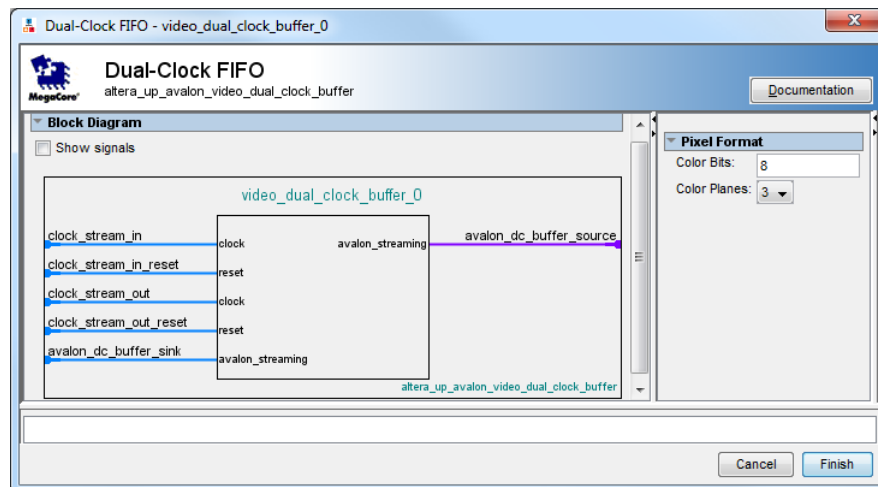 Dual-Clock FIFO - video_dual_clock_buffer_0
Dual-Clock FIFO
altera_up_avalon_video_dual_clock_buffer
MegaCore®
Documentation
Block Diagram
Show signals
video_dual_clock_buffer_0
clock_stream_in
clock
avalon_streaming
avalon_dc_buffer_source
clock_stream_in_reset
reset
clock_stream_out
clock
clock_stream_out_reset
reset
avalon_dc_buffer_sink
avalon_streaming
altera_up_avalon_video_dual_clock_buffer
Pixel Format
Color Bits: 8
Color Planes: 3
Cancel Finish